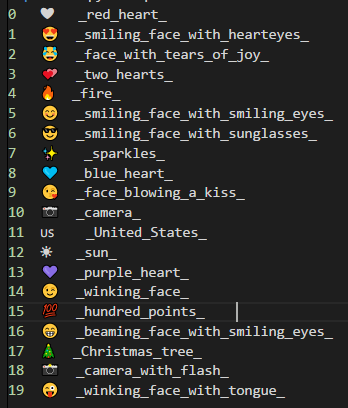 0 🤍 _red_heart_
1 😍 _smiling_face_with_hearteyes_
2 😂 _face_with_tears_of_joy_
3 💕 _two_hearts_
4 🔥 _fire_
5 😊 _smiling_face_with_smiling_eyes_
6 😎 _smiling_face_with_sunglasses_
7 ✨ _sparkles_
8 💙 _blue_heart_
9 😘 _face_blowing_a_kiss_
10 📷 _camera_
11 US _United_States_
12 ☀ _sun_
13 💜 _purple_heart_
14 😉 _winking_face_
15 💯 _hundred_points_
16 😁 _beaming_face_with_smiling_eyes_
17 🎄 _Christmas_tree_
18 📸 _camera_with_flash_
19 😜 _winking_face_with_tongue_